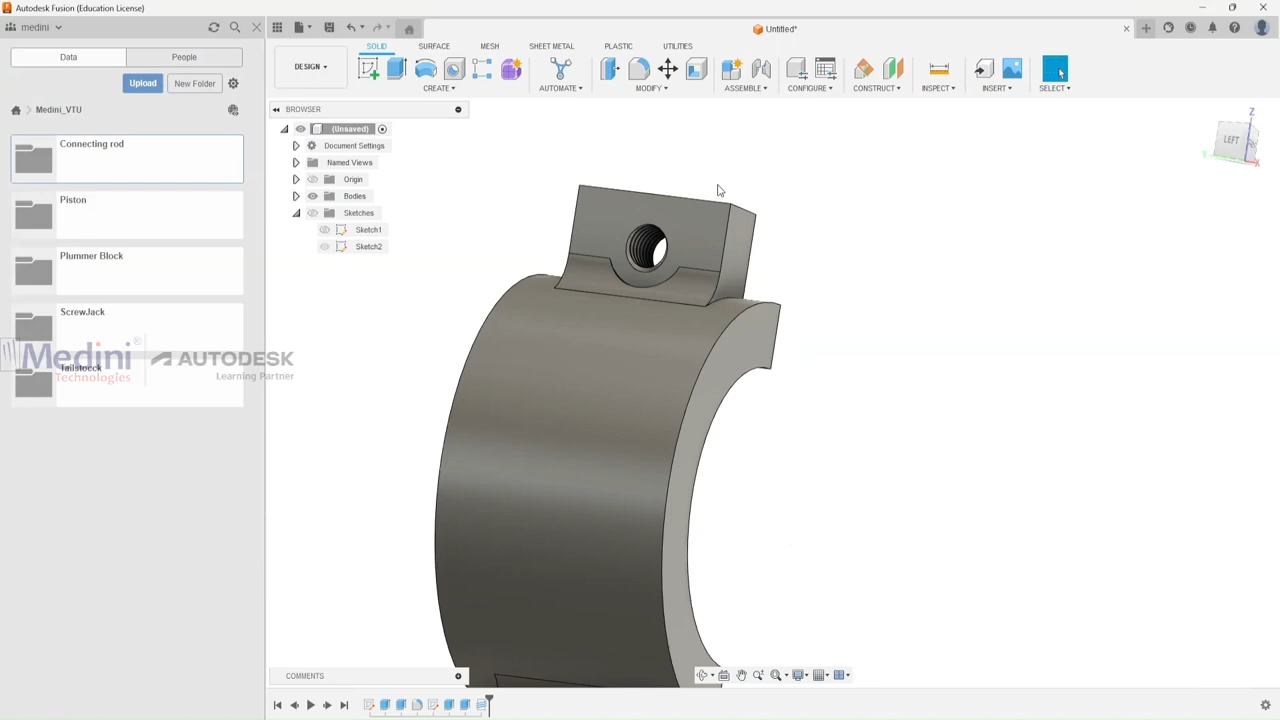 Autodesk Fusion (Education License)
medini
Untitled*
Data
People
Upload
New Folder
Medini_VTU
Connecting rod
Piston
Plummer Block
ScrewJack
Tailstocck
Medini®
Technologies
AUTODESK
Learning Partner
SOLID
SURFACE
MESH
SHEET METAL
PLASTIC
UTILITIES
DESIGN
CREATE
AUTOMATE
MODIFY
ASSEMBLE
CONFIGURE
CONSTRUCT
INSPECT
INSERT
SELECT
BROWSER
(Unsaved)
Document Settings
Named Views
Origin
Bodies
Sketches
Sketch1
Sketch2
Z
LEFT
Y
X
COMMENTS